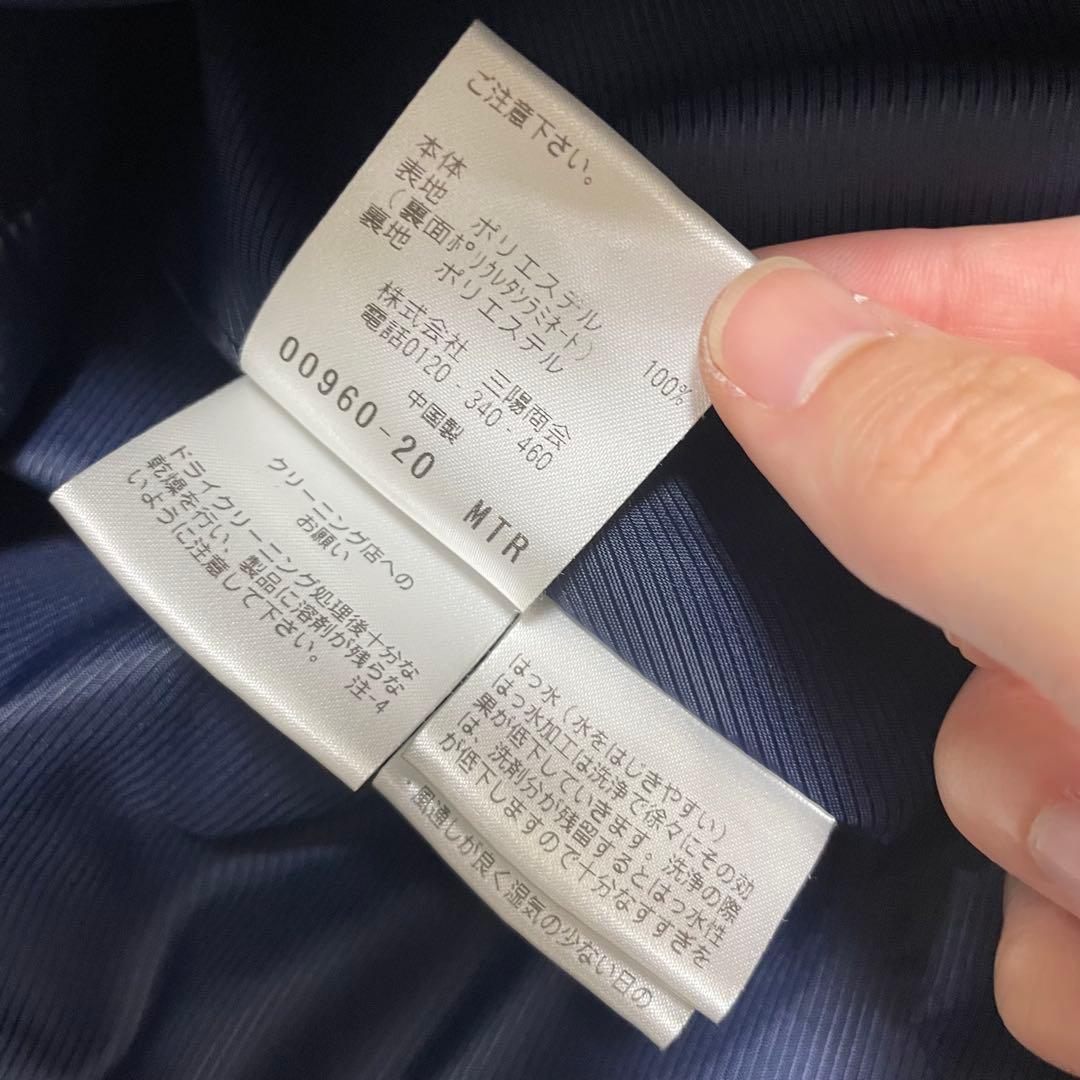 ご注意下さい。
本体
表地 ポリエステル
(裏面ポリウレタンラミネート)
裏地 ポリエステル 100%
株式会社 三陽商会
電話0120-340-460
中国製
00960-20 MTR
クリーニング店への
お願い
ドライクリーニング処理後十分な
乾燥を行い、製品に溶剤が残らな
いように注意して下さい。
注-4
はっ水(水をはじきやすい)
はっ水加工は洗浄で徐々にその効
果が低下していきます。洗浄の際
は、洗剤分が残留するとはっ水性
が低下しますので十分なすすぎを
*風通しが良く湿気の少ない日の